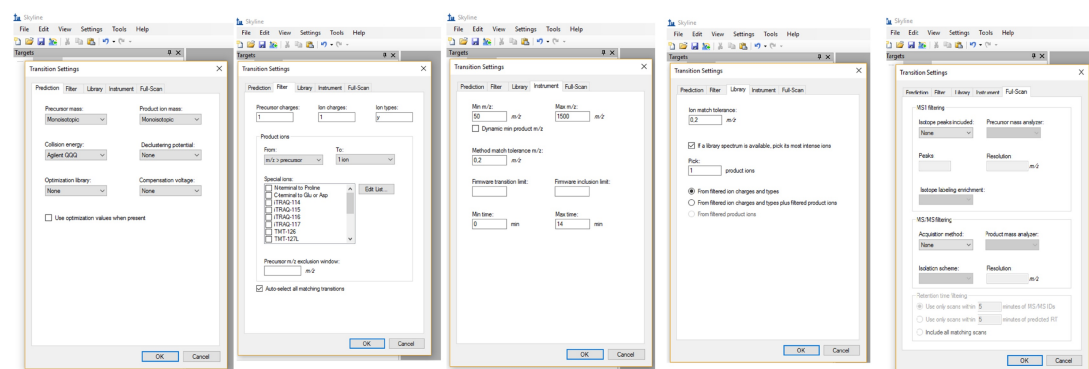 Skyline
File Edit View Settings Tools Help
Targets
Transition Settings
Prediction Filter Library Instrument Full-Scan
Precursor mass: Product ion mass:
Monoisotopic Monoisotopic
Collision energy: Declustering potential:
Agilent QQQ None
Optimization library: Compensation voltage:
None None
Use optimization values when present
OK Cancel
Skyline
File Edit View Settings Tools Help
Targets
Transition Settings
Prediction Filter Library Instrument Full-Scan
Precursor charges: Ion charges: Ion types:
1 1 y
Product ions
From: To:
m/z > precursor 1 ion
Special ions:
N-terminal to Proline Edit List...
C-terminal to Glu or Asp
iTRAQ-114
iTRAQ-115
iTRAQ-116
iTRAQ-117
TMT-126
TMT-127L
Precursor m/z exclusion window:
m/z
Auto-select all matching transitions
OK Cancel
Skyline
File Edit View Settings Tools Help
Targets
Transition Settings
Prediction Filter Library Instrument Full-Scan
Min m/z: Max m/z:
50 m/z 1500 m/z
Dynamic min product m/z
Method match tolerance m/z:
0,2 m/z
Firmware transition limit: Firmware inclusion limit:
Min time: Max time:
0 min 14 min
OK Cancel
Skyline
File Edit View Settings Tools Help
Targets
Transition Settings
Prediction Filter Library Instrument Full-Scan
Ion match tolerance:
0,2 m/z
If a library spectrum is available, pick its most intense ions
Pick:
1 product ions
From filtered ion charges and types
From filtered ion charges and types plus filtered product ions
From filtered product ions
OK Cancel
Skyline
File Edit View Settings Tools Help
Targets
Transition Settings
Prediction Filter Library Instrument Full-Scan
MS1 filtering
Isotope peaks included: Precursor mass analyzer:
None
Peaks Resolution
Isotope labeling enrichment:
MS/MS filtering
Acquisition method: Product mass analyzer:
None
Isolation scheme: Resolution
m/z
Retention time filtering
Use only scans within 5 minutes of MS/MS IDs
Use only scans within 5 minutes of predicted RT
Include all matching scans
OK Cancel